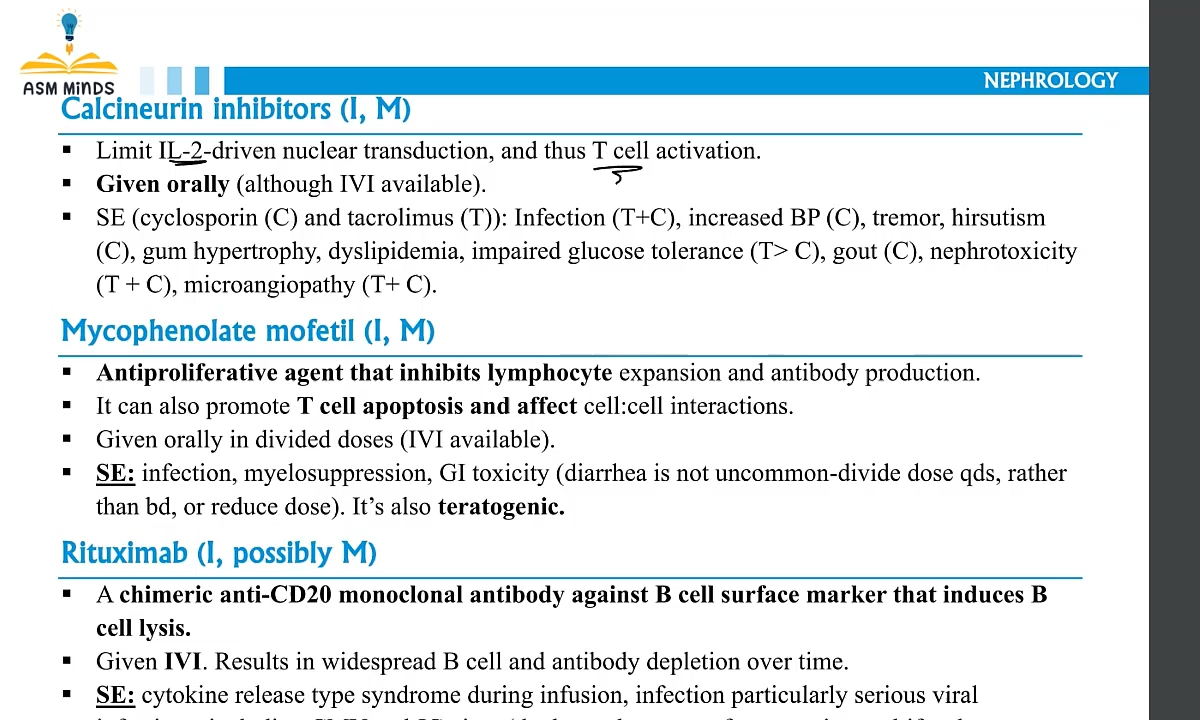 ASM MiNDS
NEPHROLOGY
Calcineurin inhibitors (I, M)
▪ Limit IL-2-driven nuclear transduction, and thus T cell activation.
▪ Given orally (although IVI available).
▪ SE (cyclosporin (C) and tacrolimus (T)): Infection (T+C), increased BP (C), tremor, hirsutism
(C), gum hypertrophy, dyslipidemia, impaired glucose tolerance (T> C), gout (C), nephrotoxicity
(T + C), microangiopathy (T+ C).
Mycophenolate mofetil (I, M)
▪ Antiproliferative agent that inhibits lymphocyte expansion and antibody production.
▪ It can also promote T cell apoptosis and affect cell:cell interactions.
▪ Given orally in divided doses (IVI available).
▪ SE: infection, myelosuppression, GI toxicity (diarrhea is not uncommon-divide dose qds, rather
than bd, or reduce dose). It’s also teratogenic.
Rituximab (I, possibly M)
▪ A chimeric anti-CD20 monoclonal antibody against B cell surface marker that induces B
cell lysis.
▪ Given IVI. Results in widespread B cell and antibody depletion over time.
▪ SE: cytokine release type syndrome during infusion, infection particularly serious viral